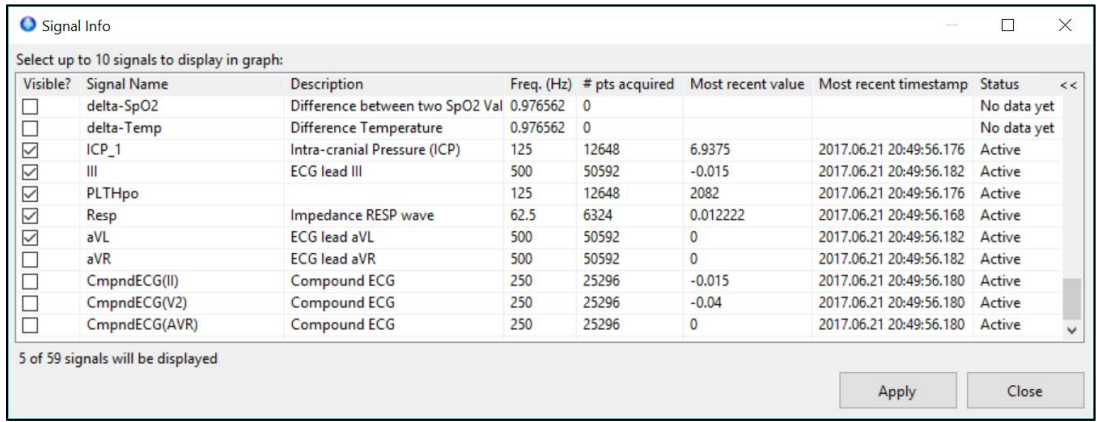 Signal Info
Select up to 10 signals to display in graph:
Visible? Signal Name Description Freq. (Hz) # pts acquired Most recent value Most recent timestamp Status <<
delta-SpO2 Difference between two SpO2 Val 0.976562 0 No data yet
delta-Temp Difference Temperature 0.976562 0 No data yet
ICP_1 Intra-cranial Pressure (ICP) 125 12648 6.9375 2017.06.21 20:49:56.176 Active
III ECG lead III 500 50592 -0.015 2017.06.21 20:49:56.182 Active
PLTHpo 125 12648 2082 2017.06.21 20:49:56.176 Active
Resp Impedance RESP wave 62.5 6324 0.012222 2017.06.21 20:49:56.168 Active
aVL ECG lead aVL 500 50592 0 2017.06.21 20:49:56.182 Active
aVR ECG lead aVR 500 50592 0 2017.06.21 20:49:56.182 Active
CmpndECG(II) Compound ECG 250 25296 -0.015 2017.06.21 20:49:56.180 Active
CmpndECG(V2) Compound ECG 250 25296 -0.04 2017.06.21 20:49:56.180 Active
CmpndECG(AVR) Compound ECG 250 25296 0 2017.06.21 20:49:56.180 Active
5 of 59 signals will be displayed
Apply Close